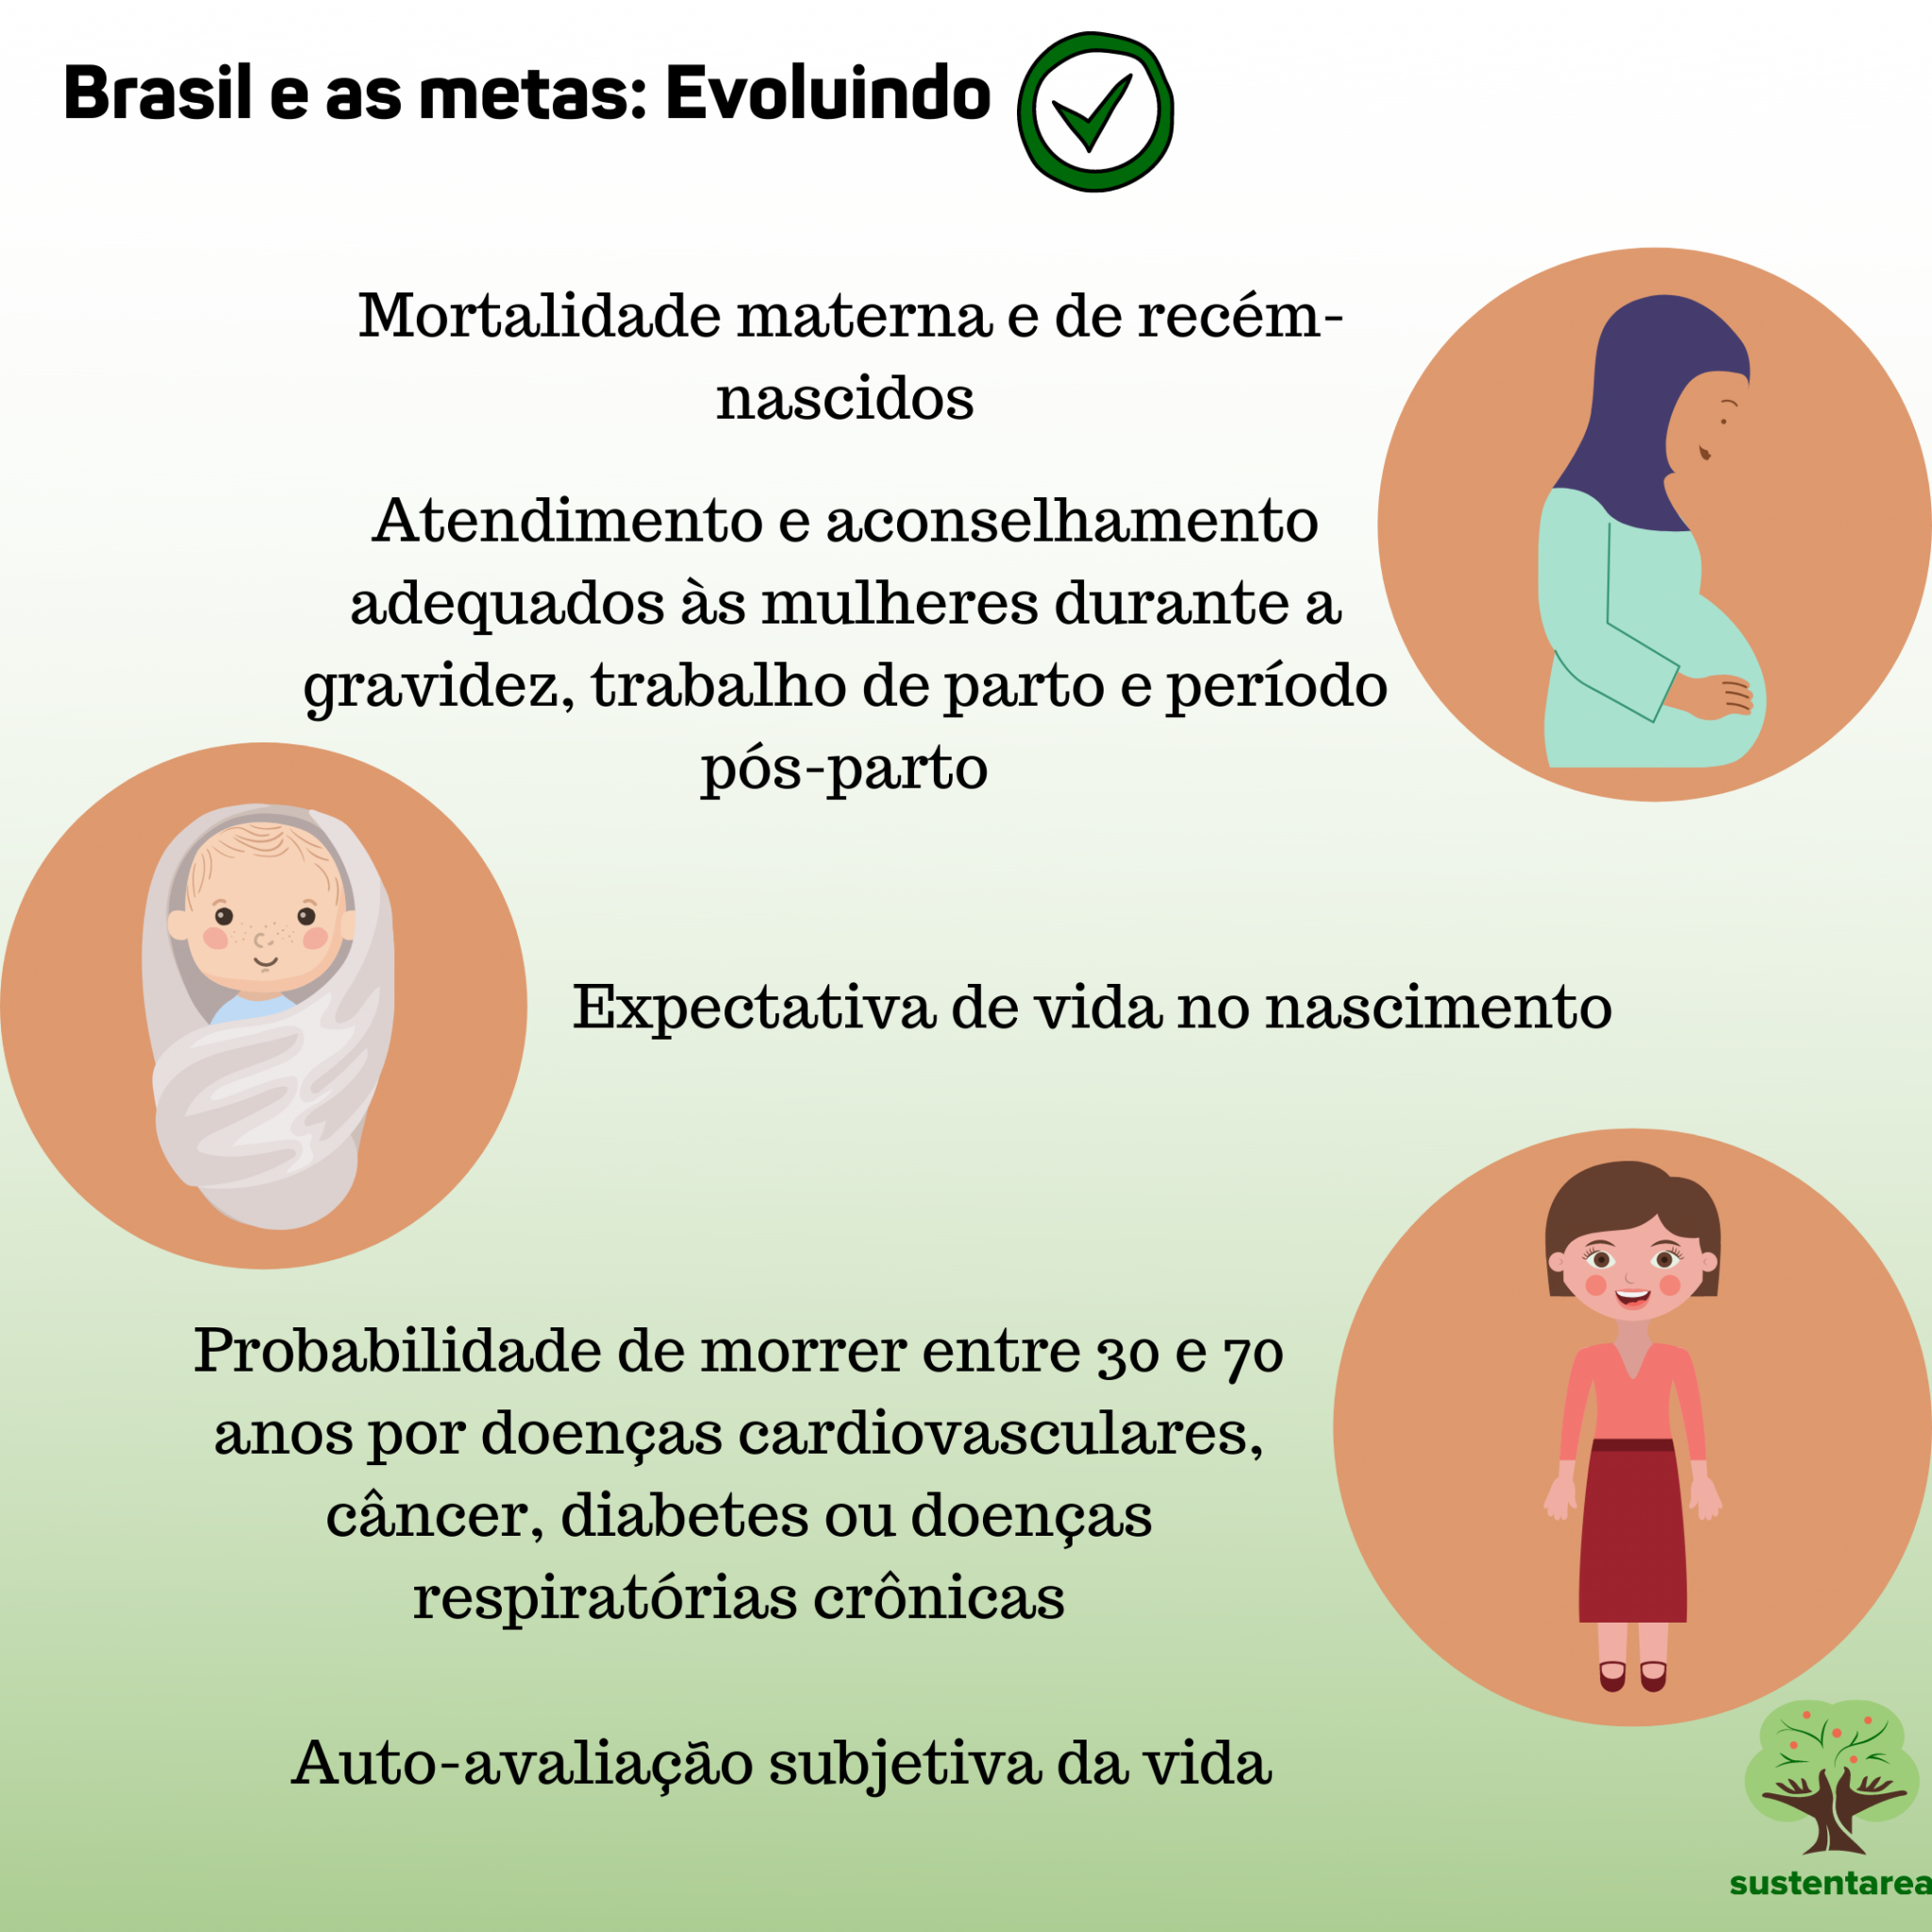 Brasil e as metas: Evoluindo
Mortalidade materna e de recém-
nascidos
Atendimento e aconselhamento
adequados às mulheres durante a
gravidez, trabalho de parto e período
pós-parto
Expectativa de vida no nascimento
Probabilidade de morrer entre 30 e 70
anos por doenças cardiovasculares,
câncer, diabetes ou doenças
respiratórias crônicas
Auto-avaliação subjetiva da vida
sustentarea